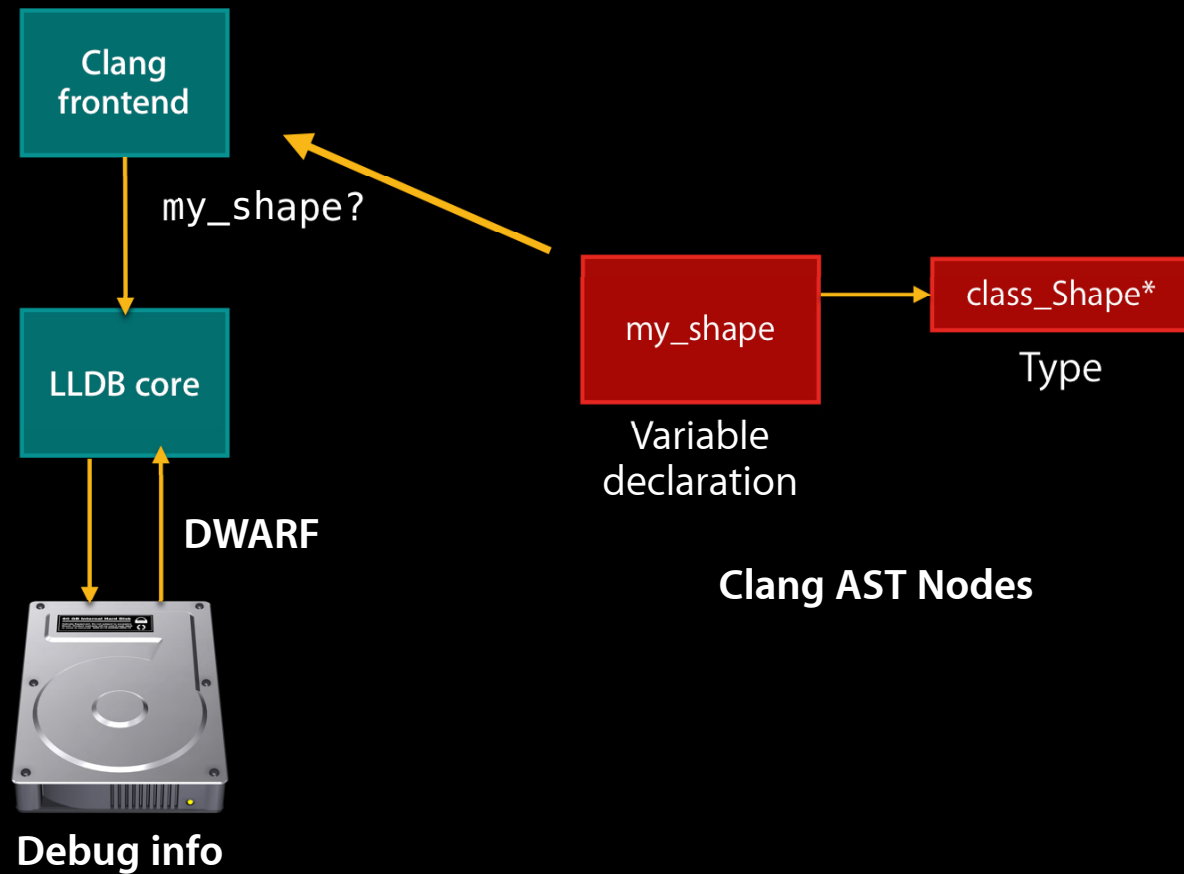 Clang
frontend
my_shape?
my_shape
class_Shape*
Type
LLDB core
Variable
declaration
DWARF
Clang AST Nodes
Debug info